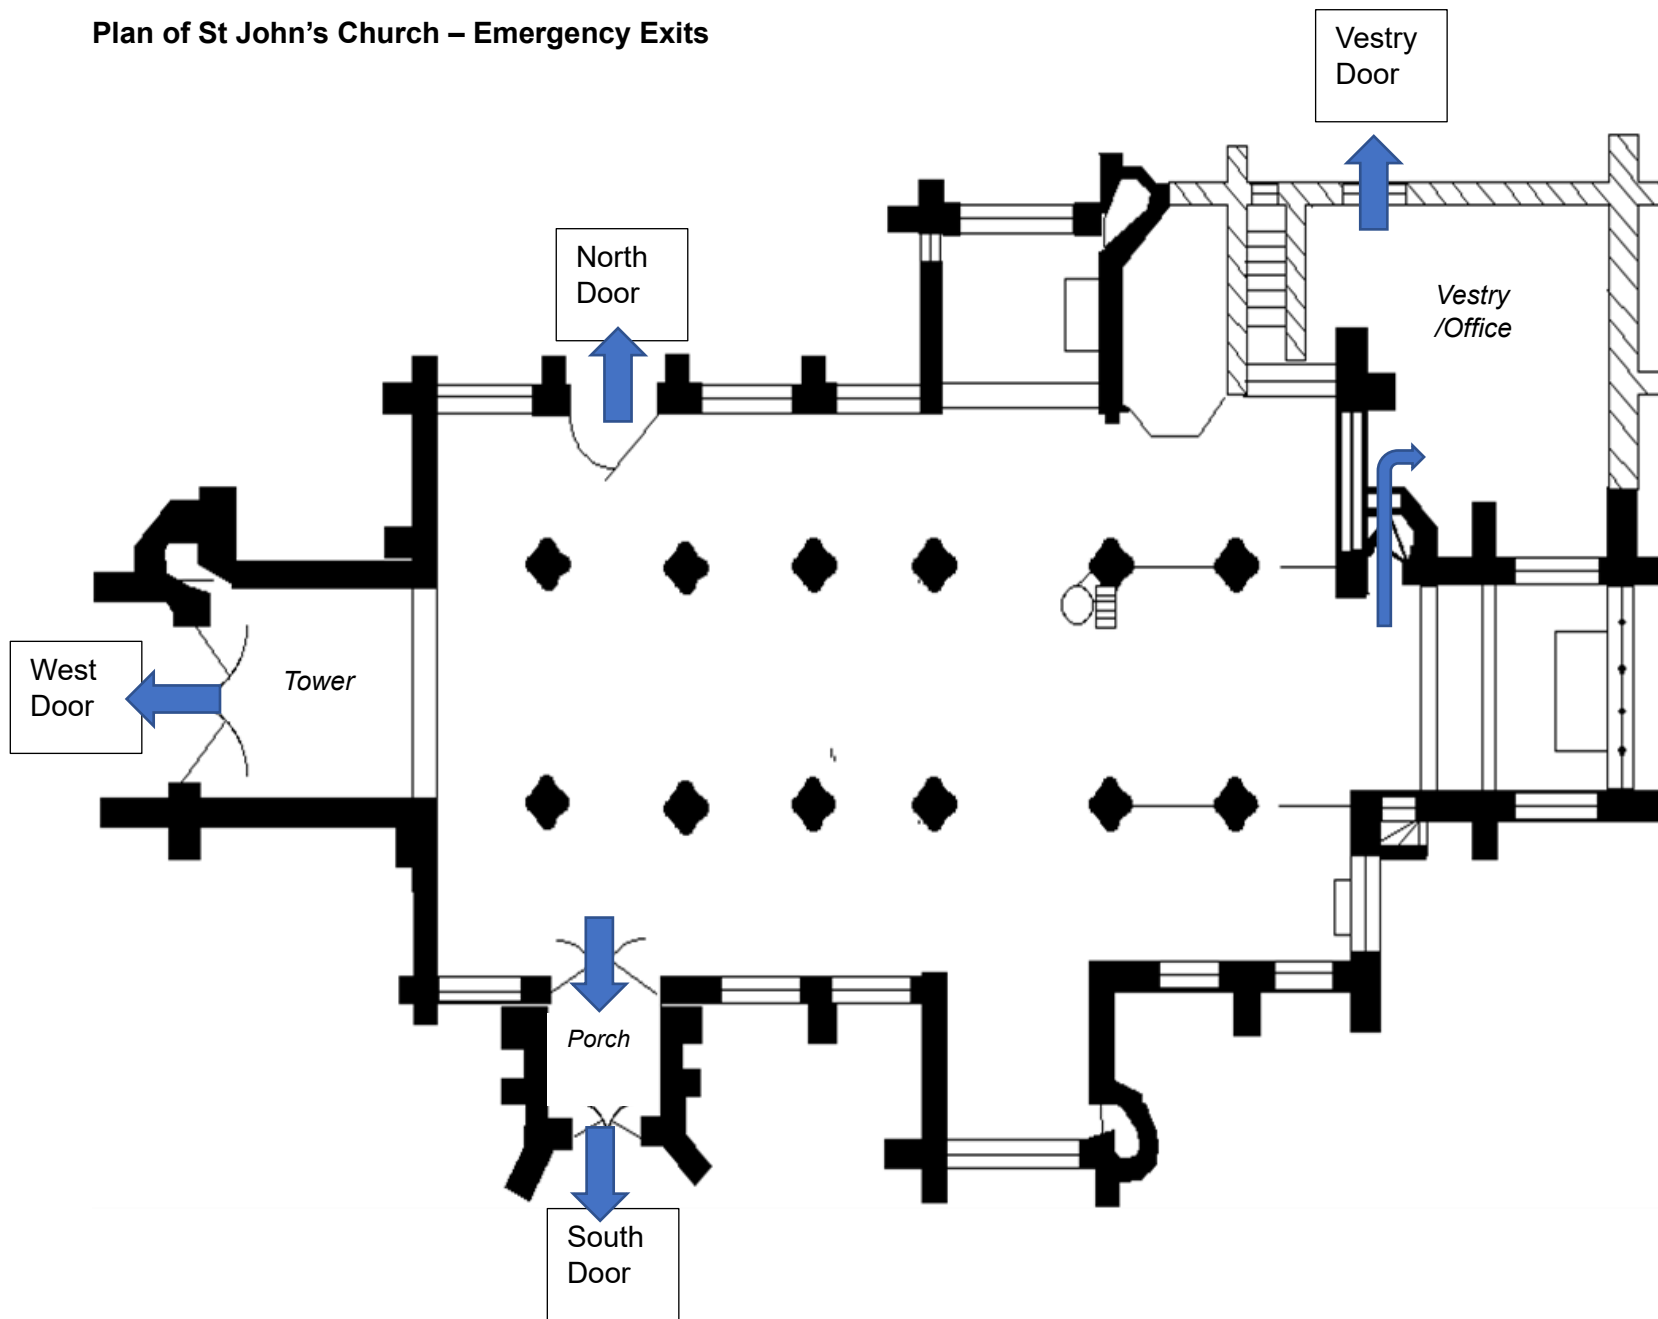 Plan of St John’s Church – Emergency Exits
Vestry
Door
North
Door
Vestry
/Office
West
Door
Tower
Porch
South
Door